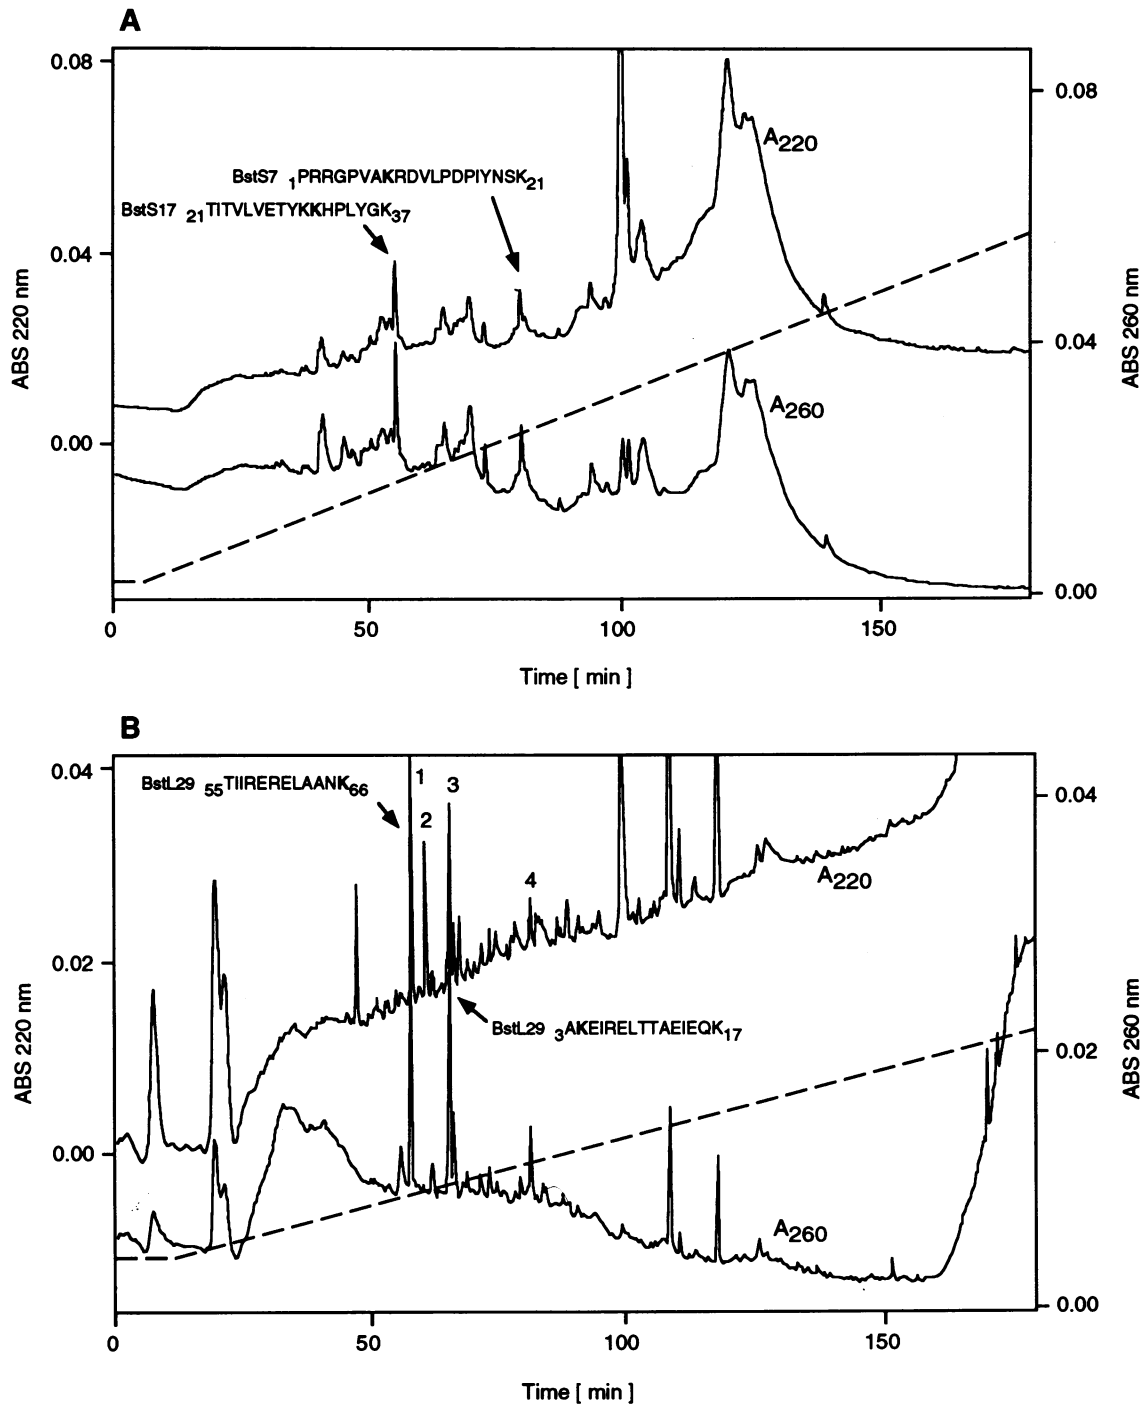 A
0.08
0.08
A220
BstS7 1PRRGPVAKRDVLPDPIYNSK21
BstS17 21TITVLVETYKKHPLYGK37
0.04
ABS 220 nm
ABS 260 nm
0.04
A260
0.00
0.00
0 50 100 150
Time [ min ]
B
0.04
BstL29 55TIIRERELAANK66
1
3
0.04
2
4
A220
0.02
BstL29 3AKEIRELTTAEIEQK17
ABS 220 nm
ABS 260 nm
0.02
0.00
A260
0.00
0 50 100 150
Time [ min ]